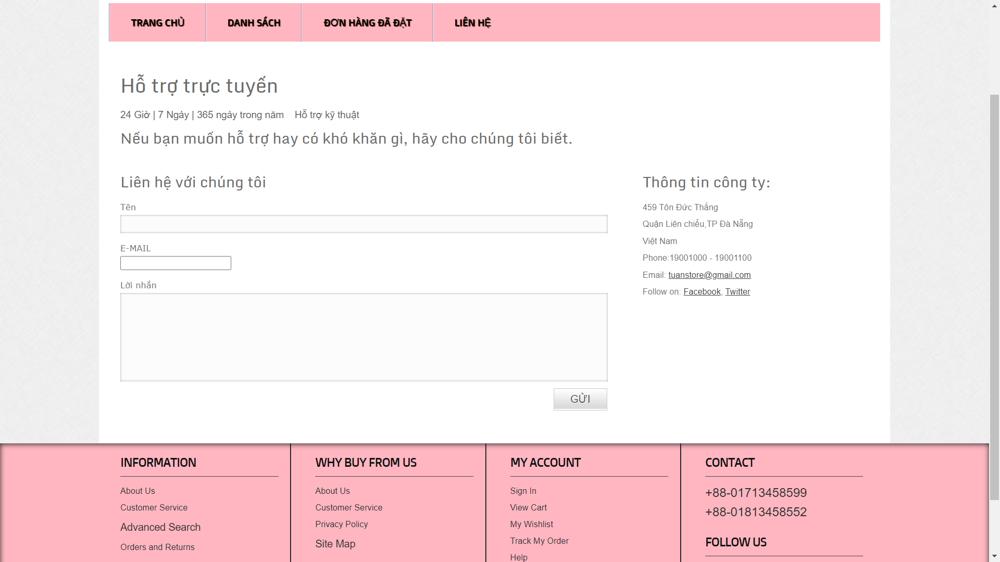 TRANG CHỦ
DANH SÁCH
ĐƠN HÀNG ĐÃ ĐẶT
LIÊN HỆ
Hỗ trợ trực tuyến
24 Giờ | 7 Ngày | 365 ngày trong năm    Hỗ trợ kỹ thuật
Nếu bạn muốn hỗ trợ hay có khó khăn gì, hãy cho chúng tôi biết.
Liên hệ với chúng tôi
Tên
E-MAIL
Lời nhắn
GỬI
Thông tin công ty:
459 Tôn Đức Thắng
Quận Liên chiểu,TP Đà Nẵng
Việt Nam
Phone:19001000 - 19001100
Email: tuanstore@gmail.com
Follow on: Facebook, Twitter
INFORMATION
About Us
Customer Service
Advanced Search
Orders and Returns
WHY BUY FROM US
About Us
Customer Service
Privacy Policy
Site Map
MY ACCOUNT
Sign In
View Cart
My Wishlist
Track My Order
Help
CONTACT
+88-01713458599
+88-01813458552
FOLLOW US